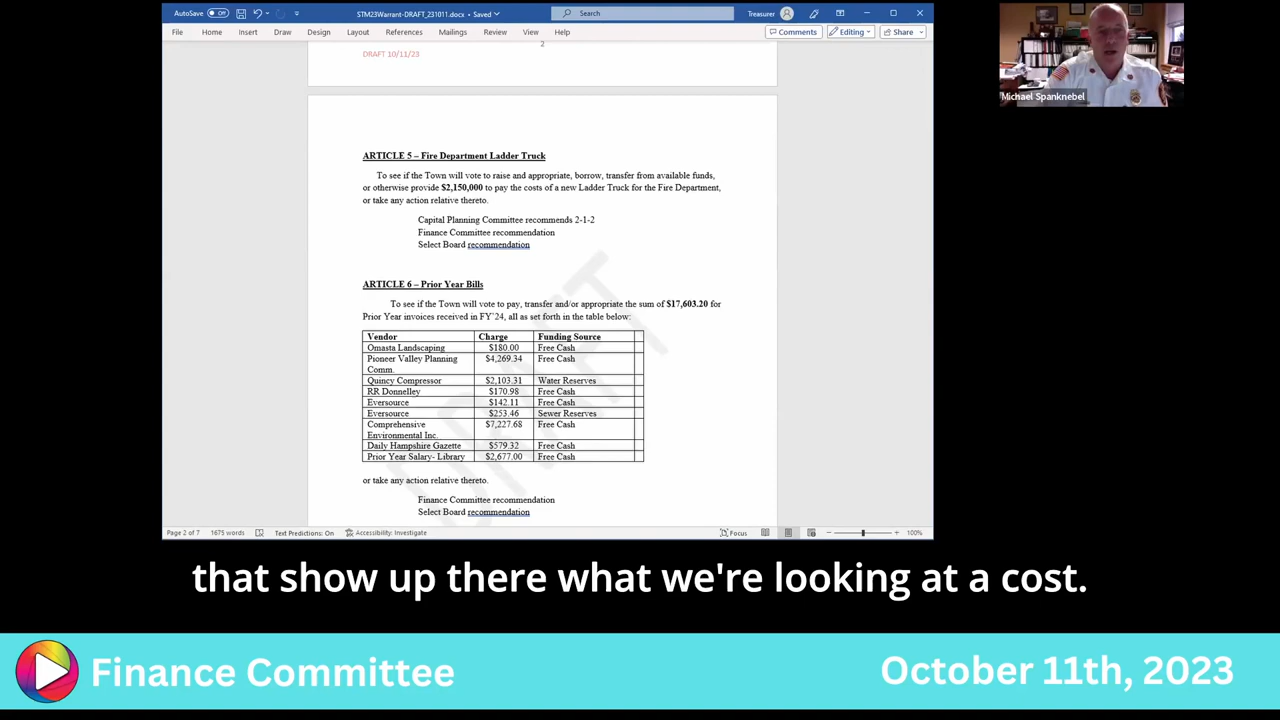 AutoSave Off
STM23Warrant-DRAFT_231011.docx • Saved
Search
Treasurer
File Home Insert Draw Design Layout References Mailings Review View Help
Comments Editing Share
2
DRAFT 10/11/23
Michael Spanknebel
ARTICLE 5 – Fire Department Ladder Truck
To see if the Town will vote to raise and appropriate, borrow, transfer from available funds,
or otherwise provide $2,150,000 to pay the costs of a new Ladder Truck for the Fire Department,
or take any action relative thereto.
Capital Planning Committee recommends 2-1-2
Finance Committee recommendation
Select Board recommendation
ARTICLE 6 – Prior Year Bills
To see if the Town will vote to pay, transfer and/or appropriate the sum of $17,603.20 for
Prior Year invoices received in FY'24, all as set forth in the table below:
Vendor Charge Funding Source
Omasta Landscaping $180.00 Free Cash
Pioneer Valley Planning $4,269.34 Free Cash
Comm.
Quincy Compressor $2,103.31 Water Reserves
RR Donnelley $170.98 Free Cash
Eversource $142.11 Free Cash
Eversource $253.46 Sewer Reserves
Comprehensive $7,227.68 Free Cash
Environmental Inc.
Daily Hampshire Gazette $579.32 Free Cash
Prior Year Salary- Library $2,677.00 Free Cash
DRAFT
or take any action relative thereto.
Finance Committee recommendation
Select Board recommendation
Page 2 of 7 1675 words Text Predictions: On Accessibility: Investigate Focus 100%
that show up there what we're looking at a cost.
Finance Committee
October 11th, 2023